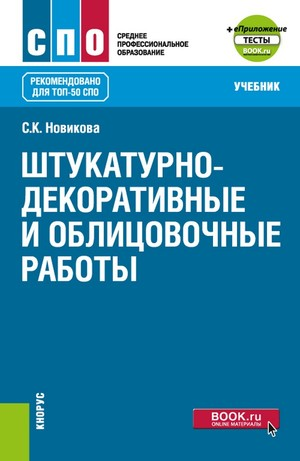 СПО
СРЕДНЕЕ
ПРОФЕССИОНАЛЬНОЕ
ОБРАЗОВАНИЕ
+ еПриложение
ТЕСТЫ
BOOK.ru
РЕКОМЕНДОВАНО
ДЛЯ ТОП-50 СПО
УЧЕБНИК
С.К. Новикова
ШТУКАТУРНО-
ДЕКОРАТИВНЫЕ
И ОБЛИЦОВОЧНЫЕ
РАБОТЫ
КНОРУС
BOOK.ru
ONLINE МАТЕРИАЛЫ